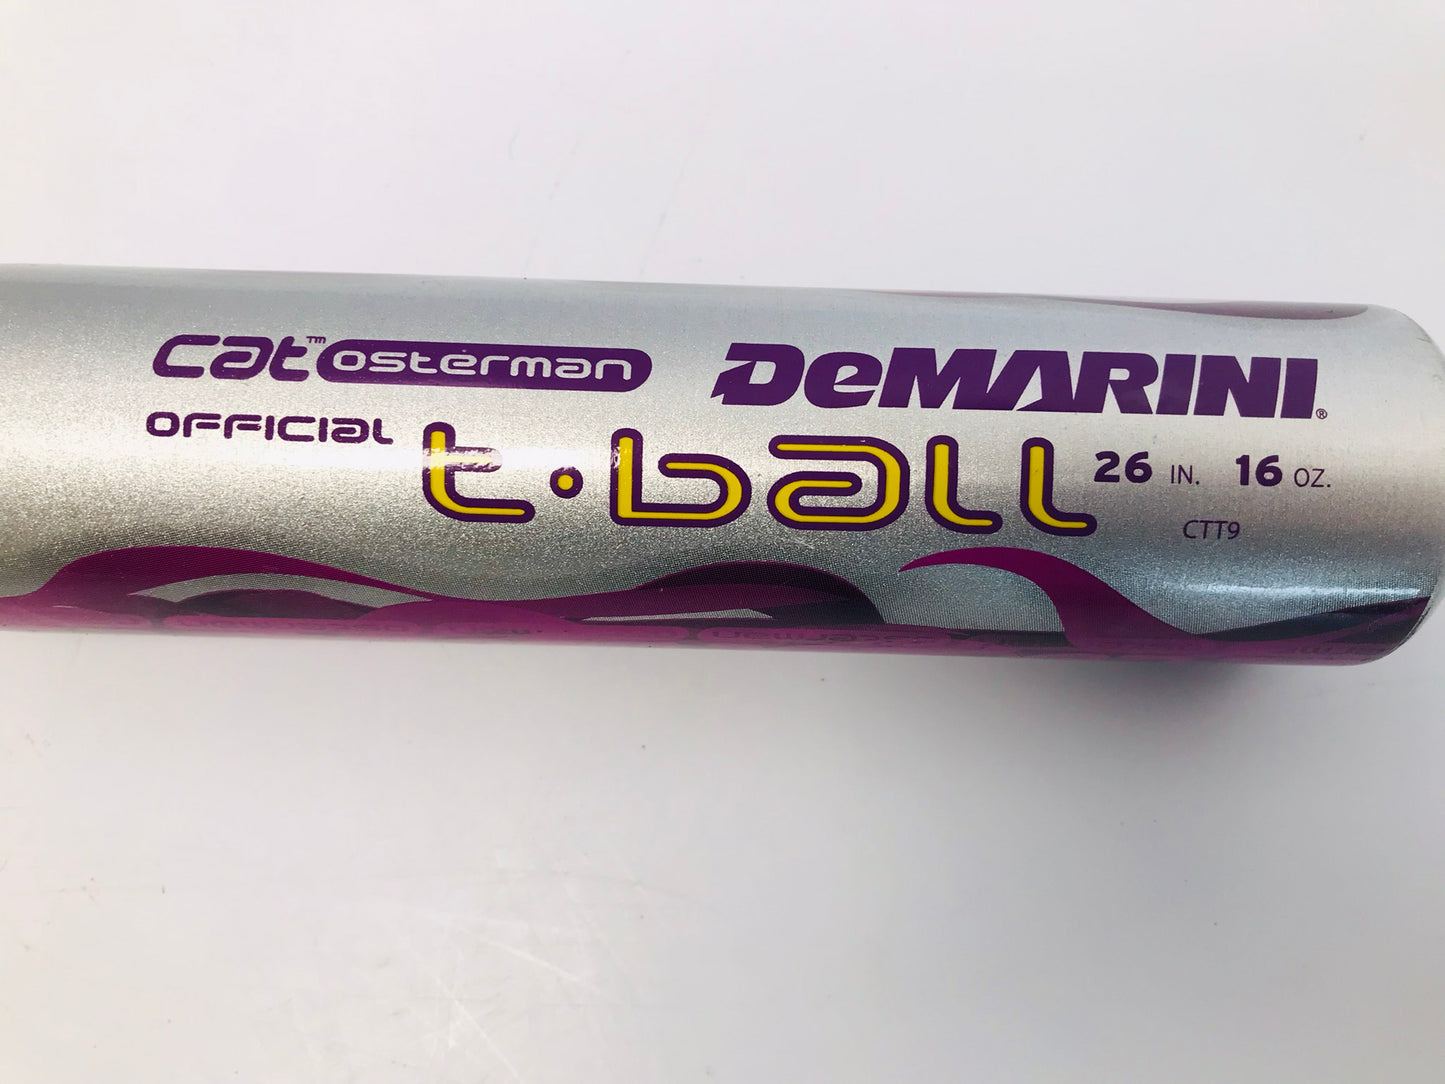 cat™ osterman DeMARINI®
OFFICIAL t·ball 26 IN. 16 OZ.
CTT9